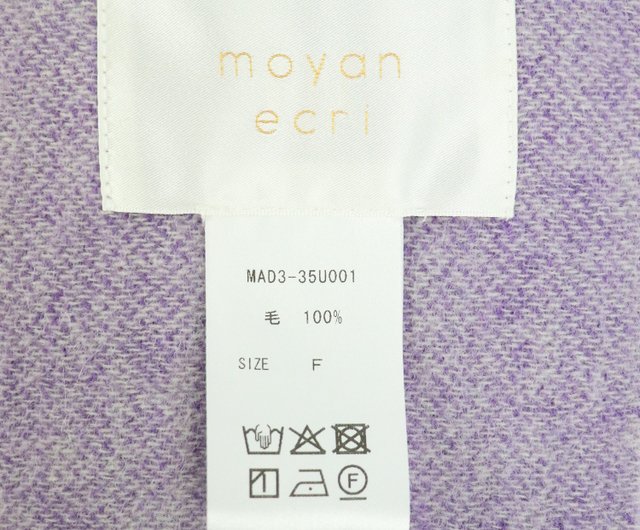 moyan
ecri
MAD3-35U001
毛 100%
SIZE F
F